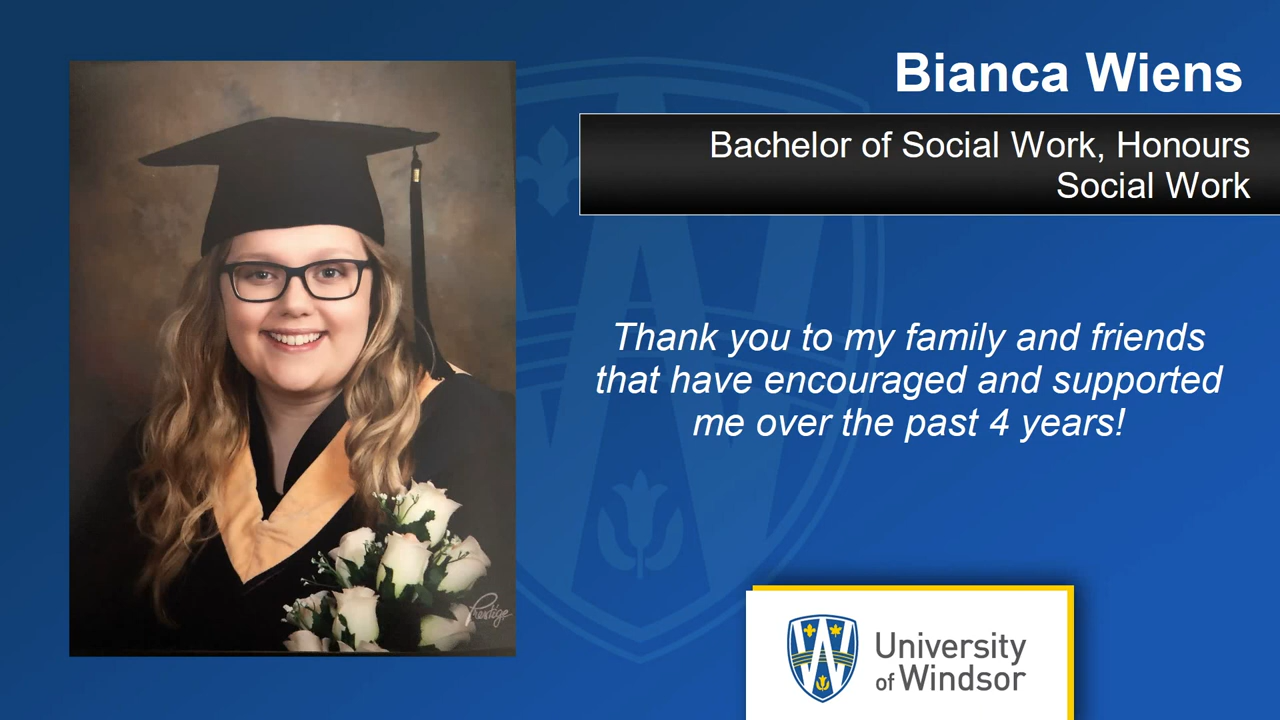 Bianca Wiens
Bachelor of Social Work, Honours
Social Work
Thank you to my family and friends
that have encouraged and supported
me over the past 4 years!
Prestige
University
of Windsor